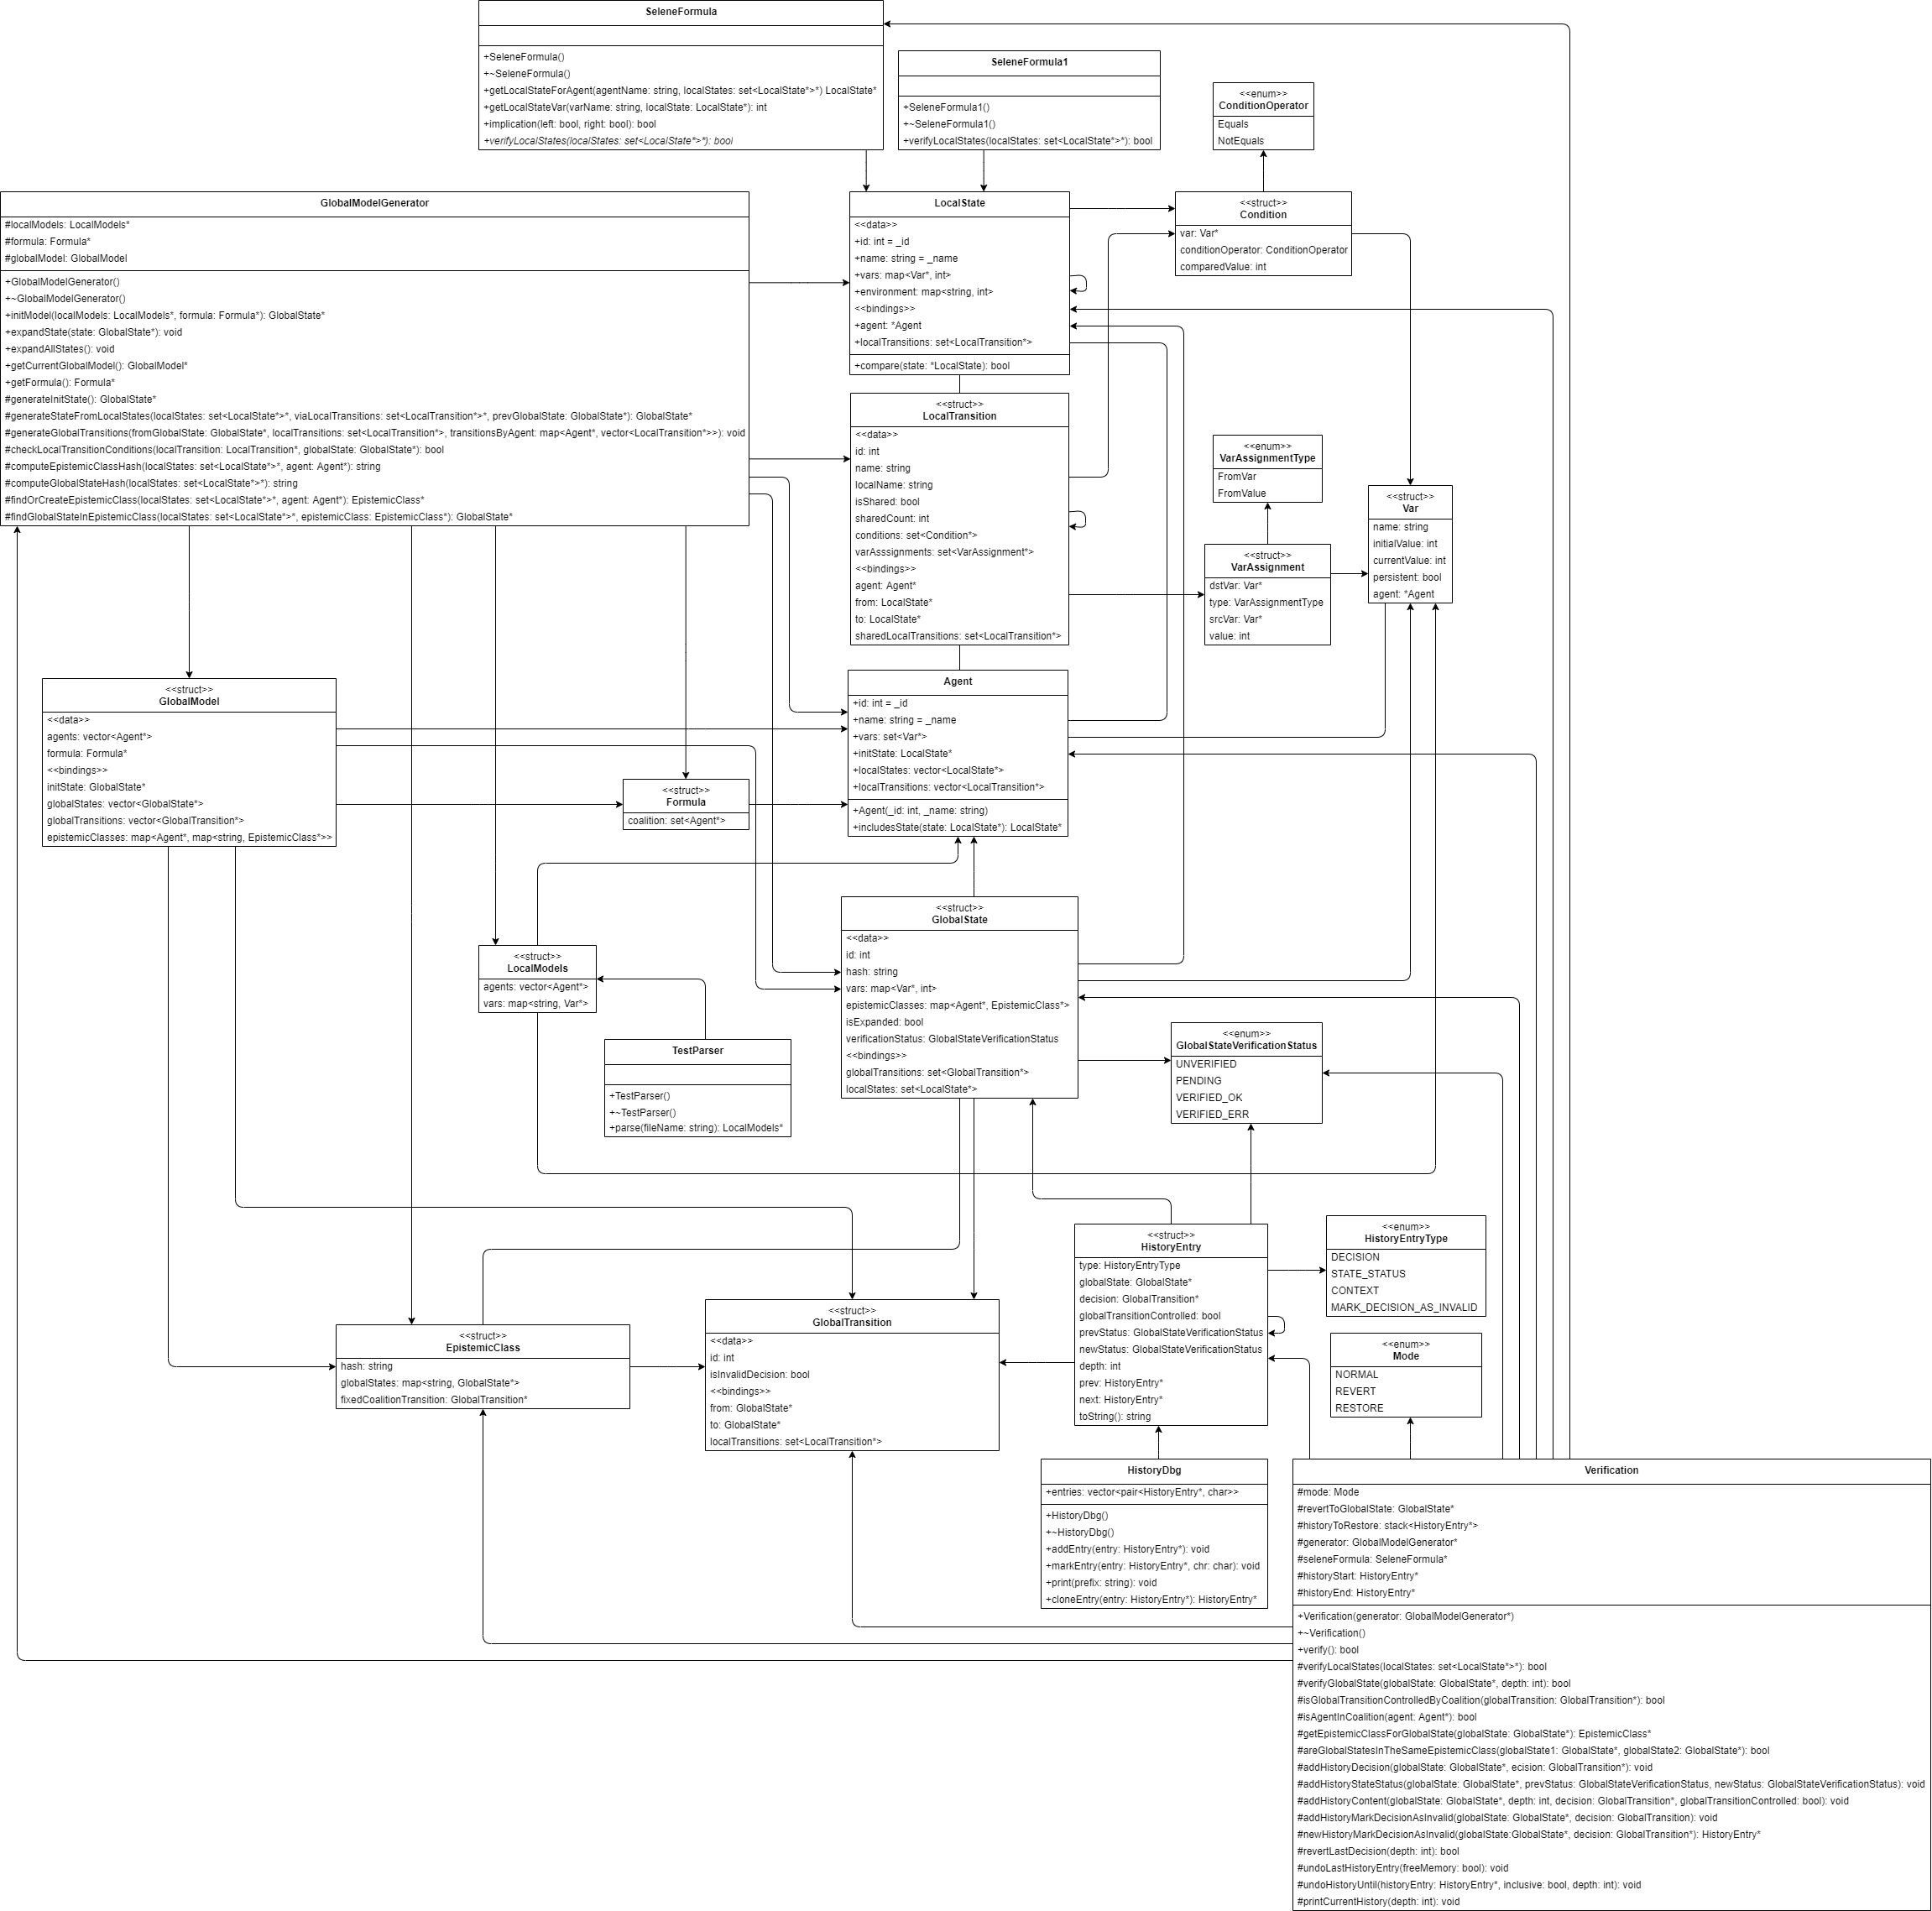 SeleneFormula
+SeleneFormula()
+~SeleneFormula()
+getLocalStateForAgent(agentName: string, localStates: set<LocalState*>*) LocalState*
+getLocalStateVar(varName: string, localState: LocalState*): int
+implication(left: bool, right: bool): bool
+verifyLocalStates(localStates: set<LocalState*>*): bool
SeleneFormula1
+SeleneFormula1()
+~SeleneFormula1()
+verifyLocalStates(localStates: set<LocalState*>*): bool
<<enum>>
ConditionOperator
Equals
NotEquals
GlobalModelGenerator
#localModels: LocalModels*
#formula: Formula*
#globalModel: GlobalModel
+GlobalModelGenerator()
+~GlobalModelGenerator()
+initModel(localModels: LocalModels*, formula: Formula*): GlobalState*
+expandState(state: GlobalState*): void
+expandAllStates(): void
+getCurrentGlobalModel(): GlobalModel*
+getFormula(): Formula*
#generateInitState(): GlobalState*
#generateStateFromLocalStates(localStates: set<LocalState*>*, viaLocalTransitions: set<LocalTransition*>*, prevGlobalState: GlobalState*): GlobalState*
#generateGlobalTransitions(fromGlobalState: GlobalState*, localTransitions: set<LocalTransition*>, transitionsByAgent: map<Agent*, vector<LocalTransition*>>): void
#checkLocalTransitionConditions(localTransition: LocalTransition*, globalState: GlobalState*): bool
#computeEpistemicClassHash(localStates: set<LocalState*>*, agent: Agent*): string
#computeGlobalStateHash(localStates: set<LocalState*>*): string
#findOrCreateEpistemicClass(localStates: set<LocalState*>*, agent: Agent*): EpistemicClass*
#findGlobalStateInEpistemicClass(localStates: set<LocalState*>*, epistemicClass: EpistemicClass*): GlobalState*
LocalState
<<data>>
+id: int = _id
+name: string = _name
+vars: map<Var*, int>
+environment: map<string, int>
<<bindings>>
+agent: *Agent
+localTransitions: set<LocalTransition*>
+compare(state: *LocalState): bool
<<struct>>
Condition
var: Var*
conditionOperator: ConditionOperator
comparedValue: int
<<struct>>
LocalTransition
<<data>>
id: int
name: string
localName: string
isShared: bool
sharedCount: int
conditions: set<Condition*>
varAsssignments: set<VarAssignment*>
<<bindings>>
agent: Agent*
from: LocalState*
to: LocalState*
sharedLocalTransitions: set<LocalTransition*>
<<enum>>
VarAssignmentType
FromVar
FromValue
<<struct>>
VarAssignment
dstVar: Var*
type: VarAssignmentType
srcVar: Var*
value: int
<<struct>>
Var
name: string
initialValue: int
currentValue: int
persistent: bool
agent: *Agent
<<struct>>
GlobalModel
<<data>>
agents: vector<Agent*>
formula: Formula*
<<bindings>>
initState: GlobalState*
globalStates: vector<GlobalState*>
globalTransitions: vector<GlobalTransition*>
epistemicClasses: map<Agent*, map<string, EpistemicClass*>>
<<struct>>
Formula
coalition: set<Agent*>
Agent
+id: int = _id
+name: string = _name
+vars: set<Var*>
+initState: LocalState*
+localStates: vector<LocalState*>
+localTransitions: vector<LocalTransition*>
+Agent(_id: int, _name: string)
+includesState(state: LocalState*): LocalState*
<<struct>>
LocalModels
agents: vector<Agent*>
vars: map<string, Var*>
TestParser
+TestParser()
+~TestParser()
+parse(fileName: string): LocalModels*
<<struct>>
GlobalState
<<data>>
id: int
hash: string
vars: map<Var*, int>
epistemicClasses: map<Agent*, EpistemicClass*>
isExpanded: bool
verificationStatus: GlobalStateVerificationStatus
<<bindings>>
globalTransitions: set<GlobalTransition*>
localStates: set<LocalState*>
<<enum>>
GlobalStateVerificationStatus
UNVERIFIED
PENDING
VERIFIED_OK
VERIFIED_ERR
<<struct>>
HistoryEntry
type: HistoryEntryType
globalState: GlobalState*
decision: GlobalTransition*
globalTransitionControlled: bool
prevStatus: GlobalStateVerificationStatus
newStatus: GlobalStateVerificationStatus
depth: int
prev: HistoryEntry*
next: HistoryEntry*
toString(): string
<<enum>>
HistoryEntryType
DECISION
STATE_STATUS
CONTEXT
MARK_DECISION_AS_INVALID
<<enum>>
Mode
NORMAL
REVERT
RESTORE
<<struct>>
EpistemicClass
hash: string
globalStates: map<string, GlobalState*>
fixedCoalitionTransition: GlobalTransition*
<<struct>>
GlobalTransition
<<data>>
id: int
isInvalidDecision: bool
<<bindings>>
from: GlobalState*
to: GlobalState*
localTransitions: set<LocalTransition*>
HistoryDbg
+entries: vector<pair<HistoryEntry*, char>>
+HistoryDbg()
+~HistoryDbg()
+addEntry(entry: HistoryEntry*): void
+markEntry(entry: HistoryEntry*, chr: char): void
+print(prefix: string): void
+cloneEntry(entry: HistoryEntry*): HistoryEntry*
Verification
#mode: Mode
#revertToGlobalState: GlobalState*
#historyToRestore: stack<HistoryEntry*>
#generator: GlobalModelGenerator*
#seleneFormula: SeleneFormula*
#historyStart: HistoryEntry*
#historyEnd: HistoryEntry*
+Verification(generator: GlobalModelGenerator*)
+~Verification()
+verify(): bool
#verifyLocalStates(localStates: set<LocalState*>*): bool
#verifyGlobalState(globalState: GlobalState*, depth: int): bool
#isGlobalTransitionControlledByCoalition(globalTransition: GlobalTransition*): bool
#isAgentInCoalition(agent: Agent*): bool
#getEpistemicClassForGlobalState(globalState: GlobalState*): EpistemicClass*
#areGlobalStatesInTheSameEpistemicClass(globalState1: GlobalState*, globalState2: GlobalState*): bool
#addHistoryDecision(globalState: GlobalState*, ecision: GlobalTransition*): void
#addHistoryStateStatus(globalState: GlobalState*, prevStatus: GlobalStateVerificationStatus, newStatus: GlobalStateVerificationStatus): void
#addHistoryContent(globalState: GlobalState*, depth: int, decision: GlobalTransition*, globalTransitionControlled: bool): void
#addHistoryMarkDecisionAsInvalid(globalState: GlobalState*, decision: GlobalTransition): void
#newHistoryMarkDecisionAsInvalid(globalState:GlobalState*, decision: GlobalTransition*): HistoryEntry*
#revertLastDecision(depth: int): bool
#undoLastHistoryEntry(freeMemory: bool): void
#undoHistoryUntil(historyEntry: HistoryEntry*, inclusive: bool, depth: int): void
#printCurrentHistory(depth: int): void